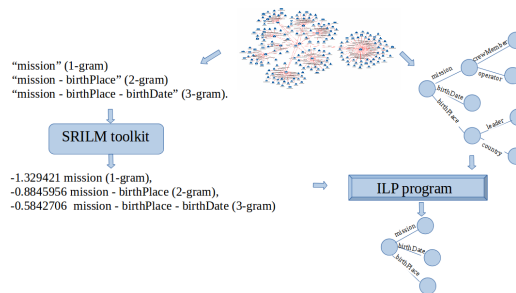 “mission” (1-gram)
“mission - birthPlace” (2-gram)
“mission - birthPlace - birthDate” (3-gram).
SRILM toolkit
-1.329421 mission (1-gram),
-0.8845956 mission - birthPlace (2-gram),
-0.5842706 mission - birthPlace - birthDate (3-gram)
crewMember
mission
operator
birthDate
birthPlace
leader
country
ILP program
mission
birthDate
birthPlace